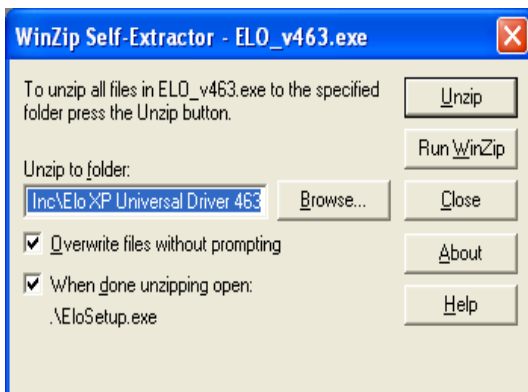 WinZip Self-Extractor - ELO_v463.exe
To unzip all files in ELO_v463.exe to the specified
folder press the Unzip button.
Unzip to folder:
Inc\Elo XP Universal Driver 463
Browse...
Overwrite files without prompting
When done unzipping open:
.\EloSetup.exe
Unzip
Run WinZip
Close
About
Help